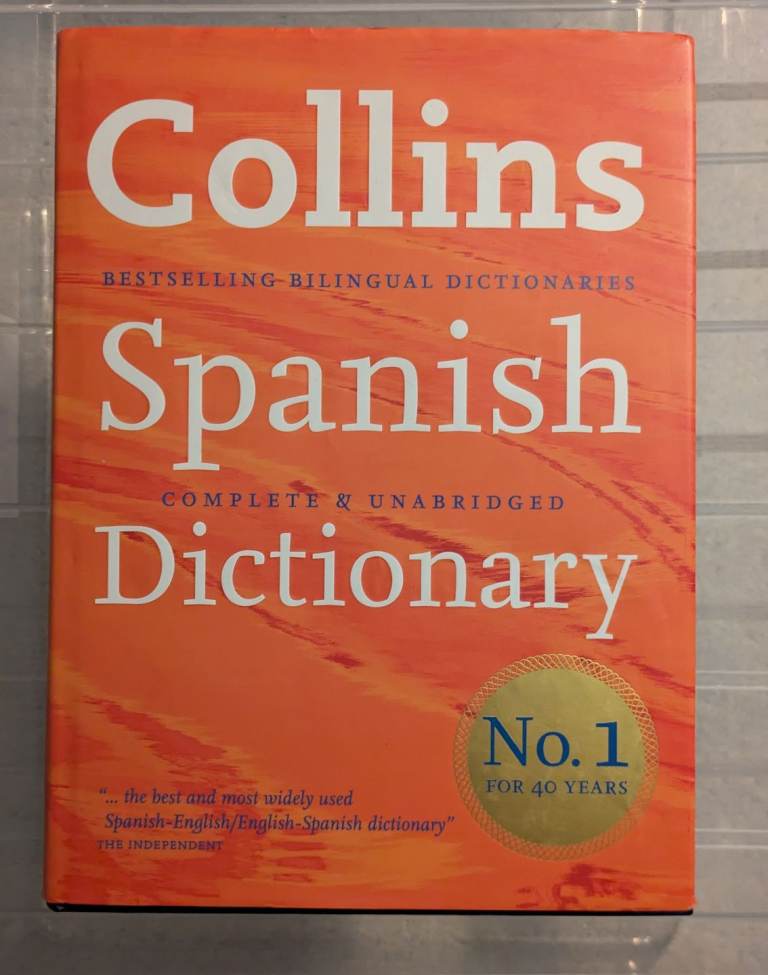 Collins
BESTSELLING BILINGUAL DICTIONARIES
Spanish
COMPLETE & UNABRIDGED
Dictionary
No. 1
FOR 40 YEARS
"... the best and most widely used
Spanish-English/English-Spanish dictionary"
THE INDEPENDENT